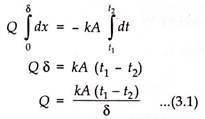 Q ∫₀^δ dx = – kA ∫_{t₁}^{t₂} dt
Q δ = kA (t₁ – t₂)
Q = kA (t₁ – t₂) / δ ...(3.1)